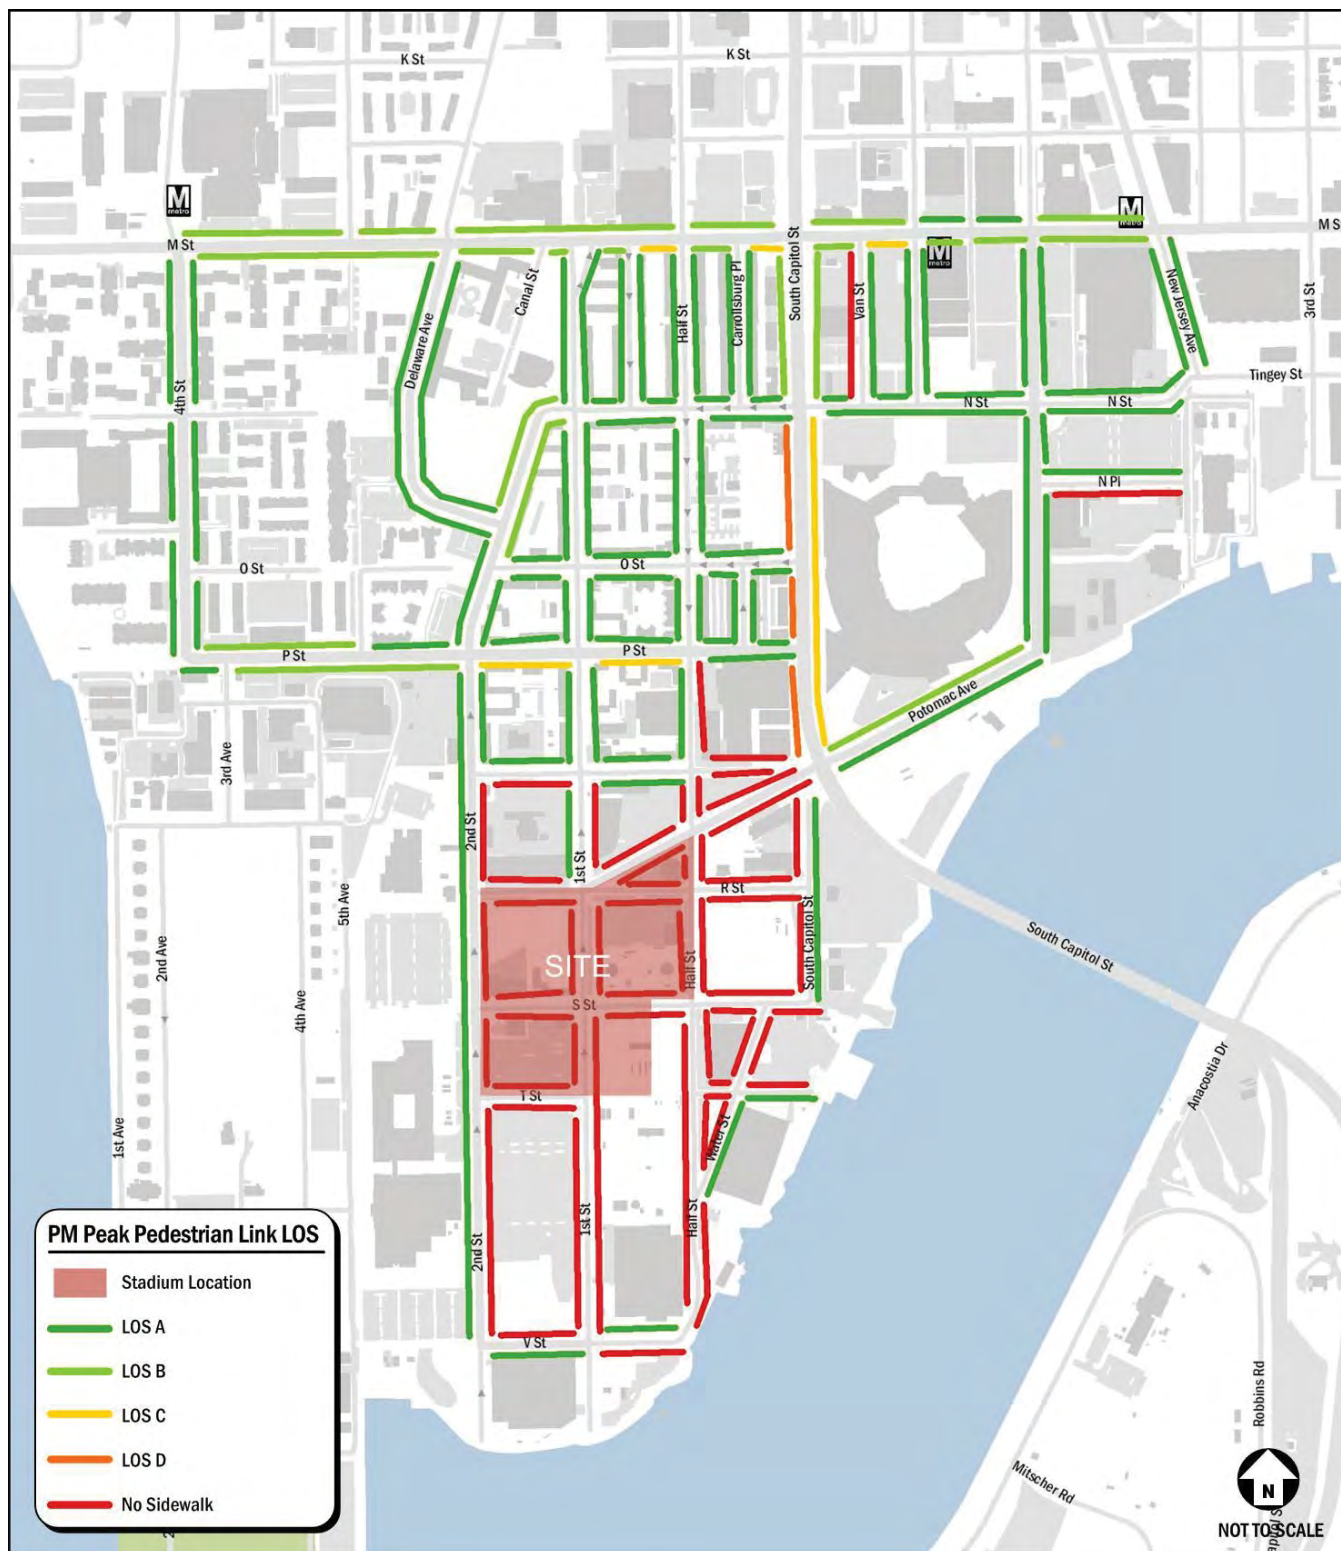 K St
K St
M
metro
M
metro
M St
M S
M
metro
Canal St
Half St
Carrollsburg Pl
South Capitol St
Van St
New Jersey Ave
3rd St
Delaware Ave
4th St
Tingey St
N St
N St
N Pl
O St
O St
P St
P St
Potomac Ave
3rd Ave
2nd St
1st St
R St
5th Ave
2nd Ave
4th Ave
SITE
Half St
South Capitol St
South Capitol St
S St
Anacostia Dr
T St
1st Ave
Water St
2nd St
1st St
Half St
V St
PM Peak Pedestrian Link LOS
Stadium Location
LOS A
LOS B
LOS C
LOS D
No Sidewalk
Robbins Rd
Mitscher Rd
N
NOT TO SCALE